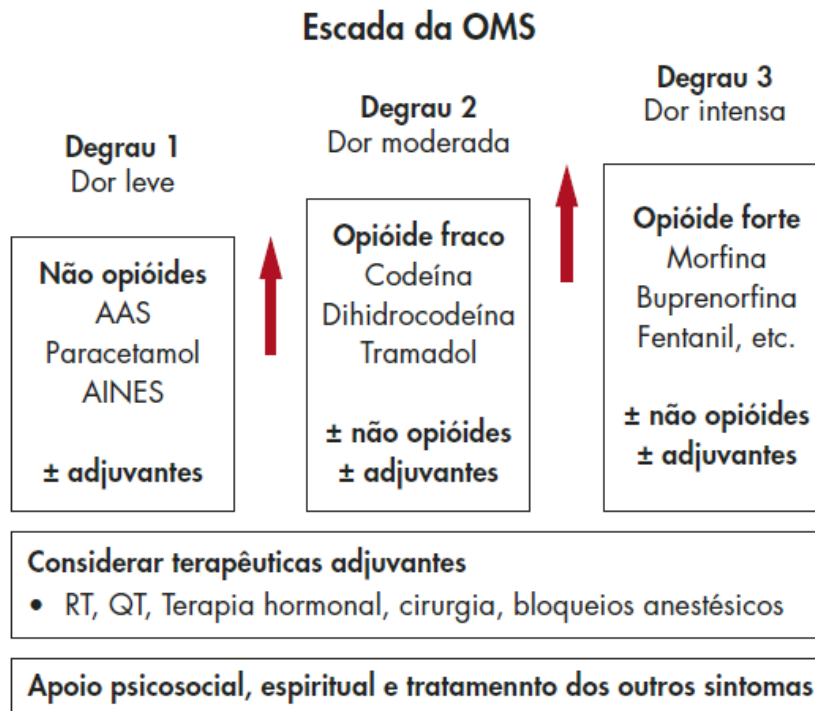 Escada da OMS
Degrau 1
Dor leve
Não opióides
AAS
Paracetamol
AINES
± adjuvantes
Degrau 2
Dor moderada
Opióide fraco
Codeína
Dihidrocodeína
Tramadol
± não opióides
± adjuvantes
Degrau 3
Dor intensa
Opióide forte
Morfina
Buprenorfina
Fentanil, etc.
± não opióides
± adjuvantes
Considerar terapêuticas adjuvantes
• RT, QT, Terapia hormonal, cirurgia, bloqueios anestésicos
Apoio psicosocial, espiritual e tratamennto dos outros sintomas